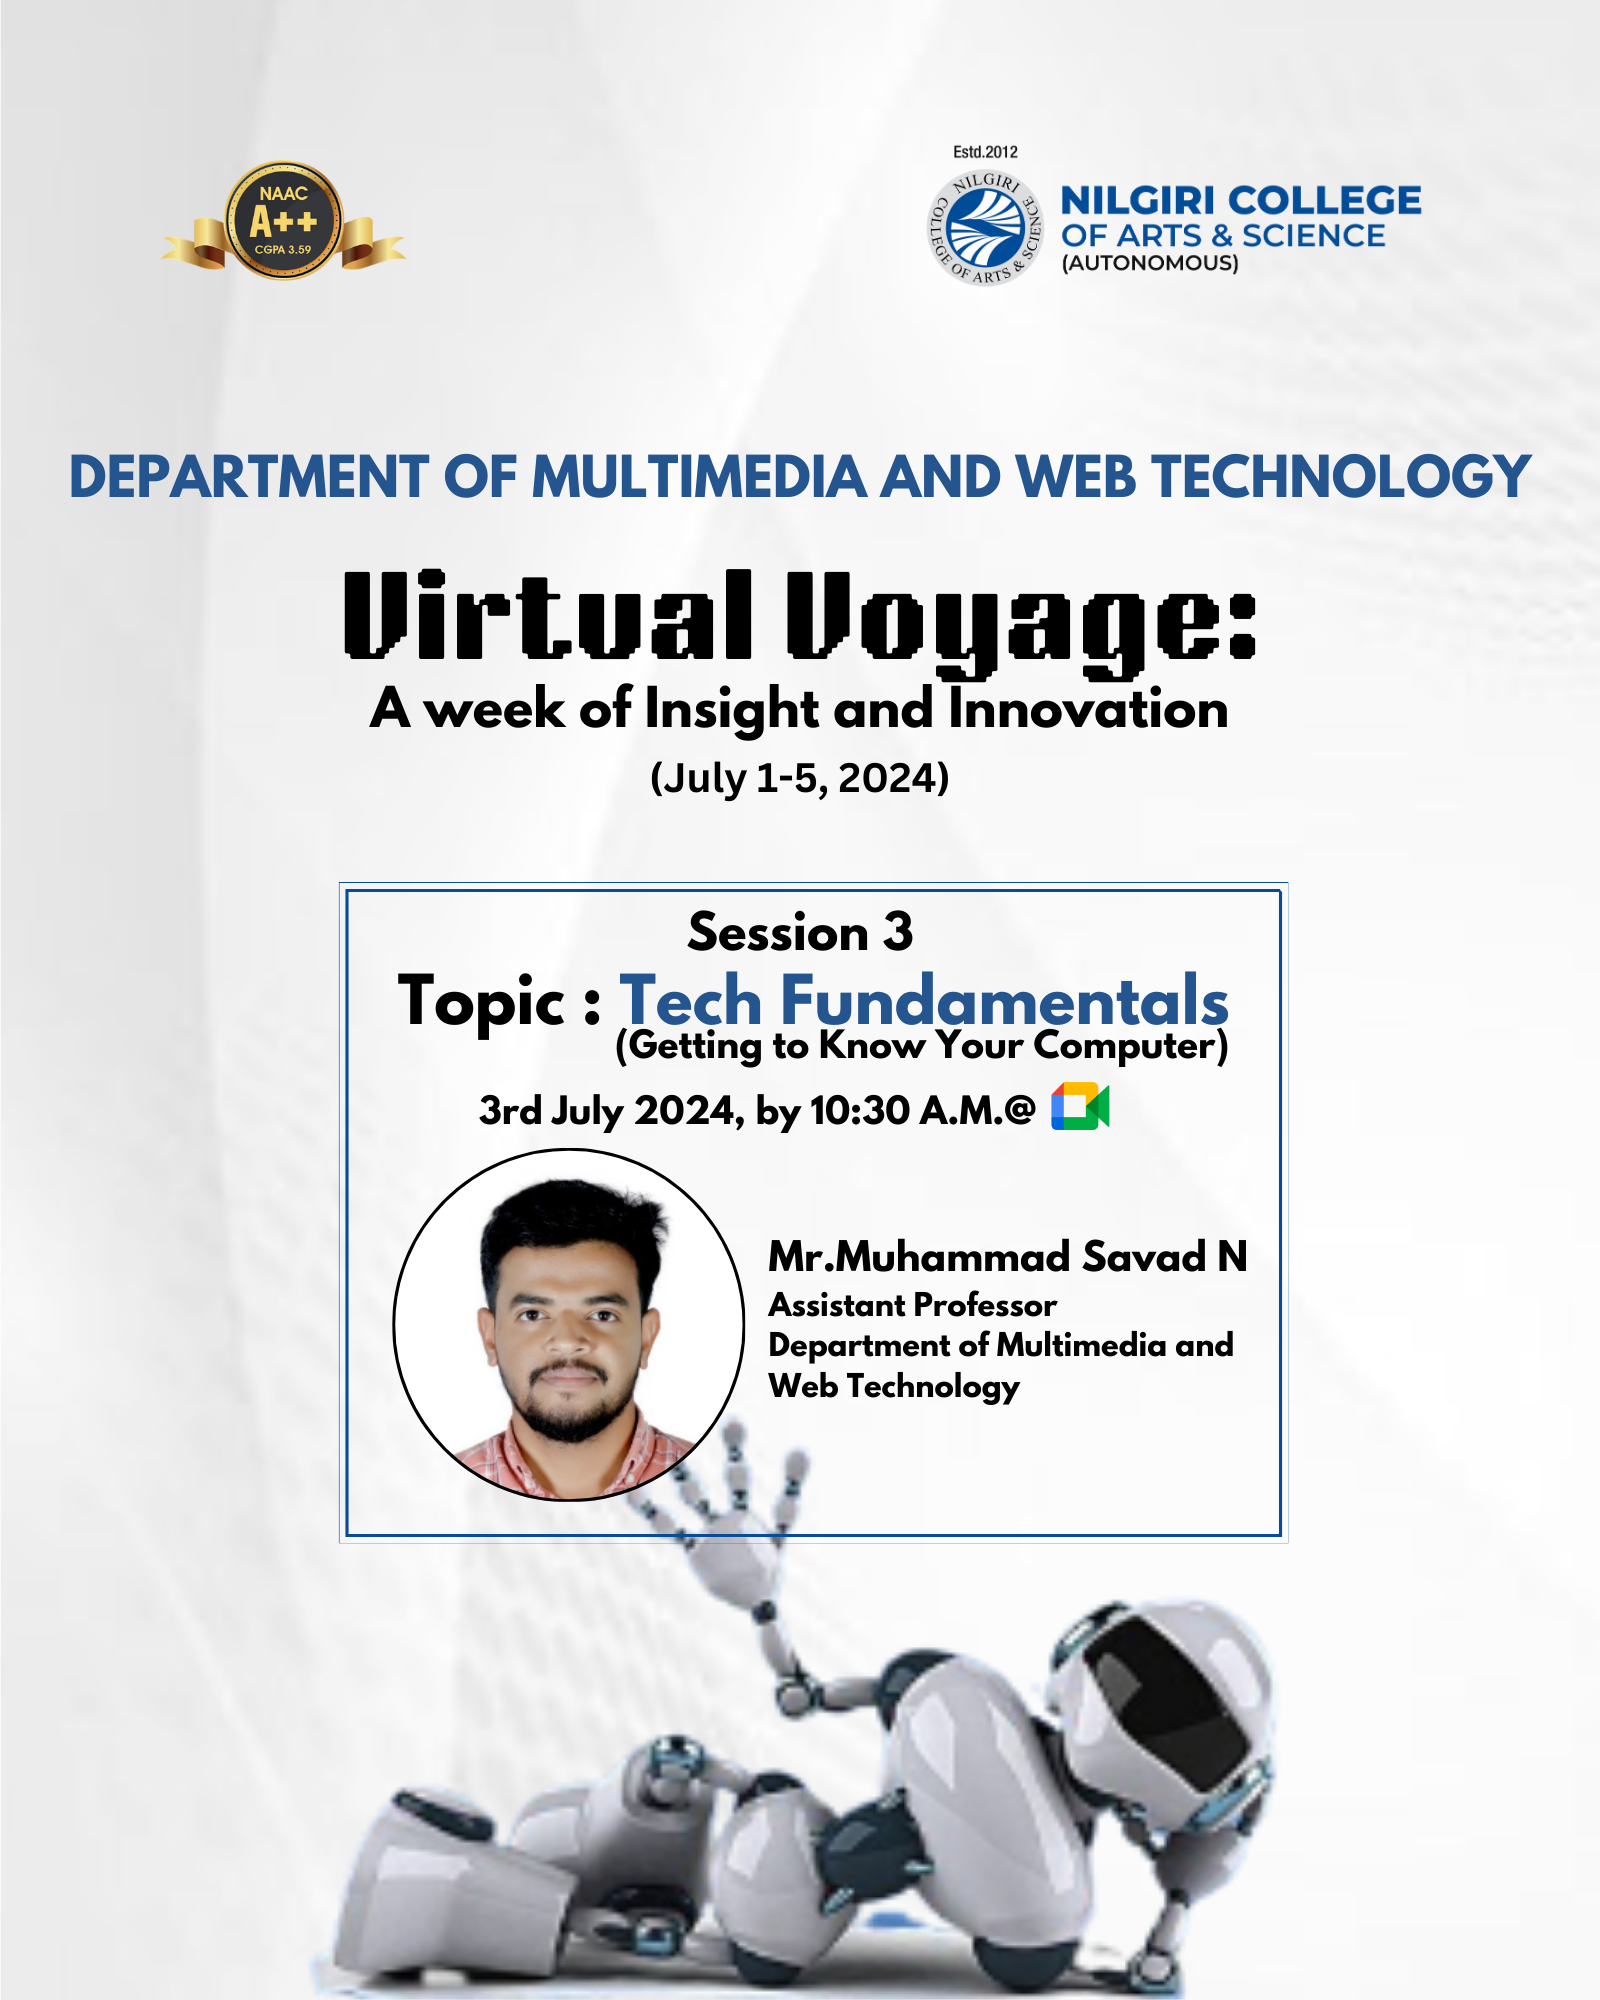 NAAC
A++
CGPA 3.59
Estd.2012
NILGIRI COLLEGE OF ARTS & SCIENCE
NILGIRI COLLEGE
OF ARTS & SCIENCE
(AUTONOMOUS)
DEPARTMENT OF MULTIMEDIA AND WEB TECHNOLOGY
Virtual Voyage:
A week of Insight and Innovation
(July 1-5, 2024)
Session 3
Topic : Tech Fundamentals
(Getting to Know Your Computer)
3rd July 2024, by 10:30 A.M.@
Mr.Muhammad Savad N
Assistant Professor
Department of Multimedia and
Web Technology